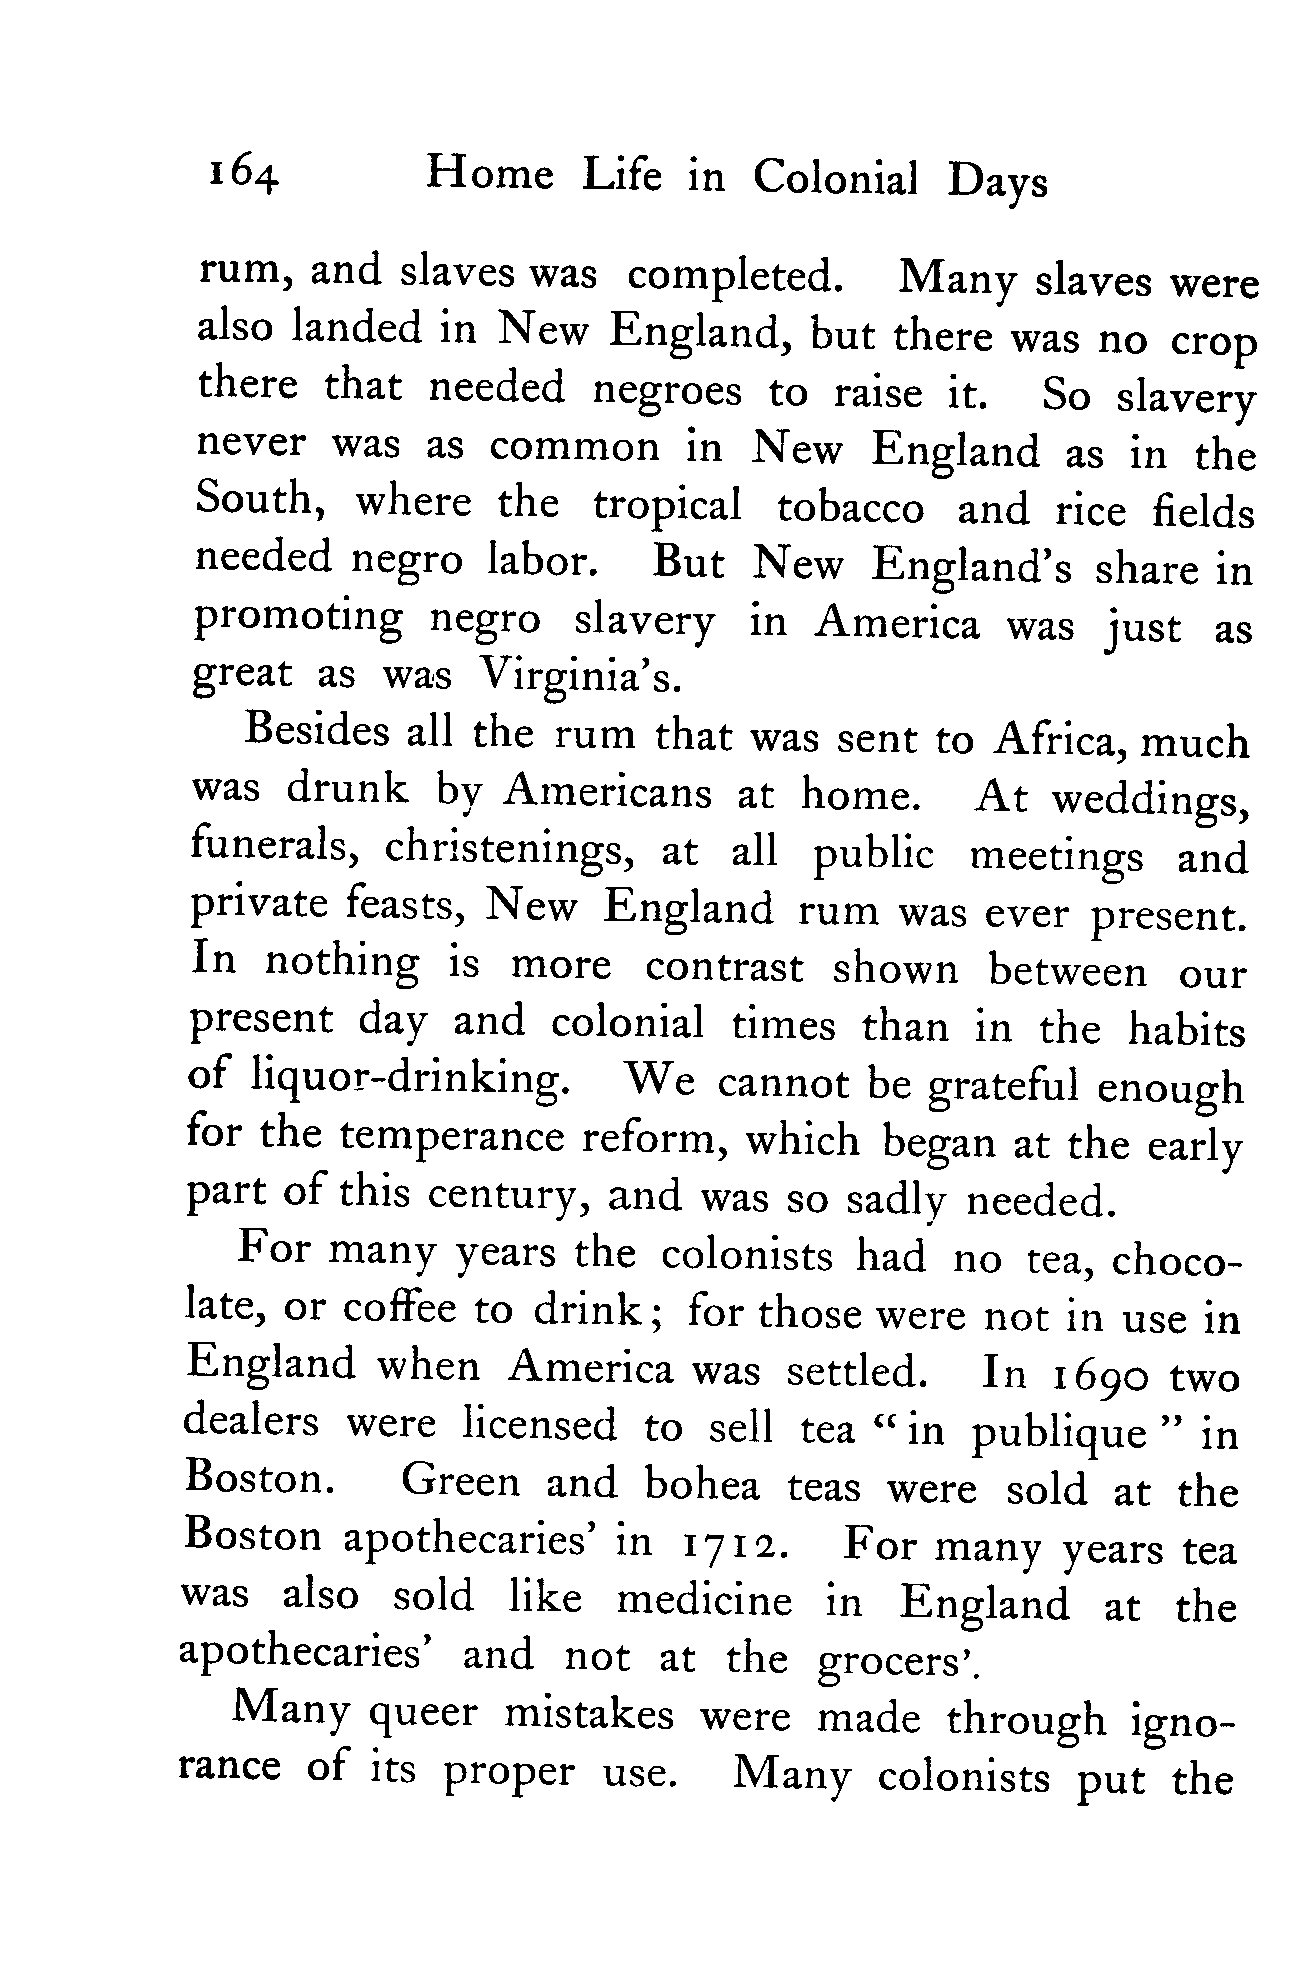 164 Home Life in Colonial Days
rum, and slaves was completed. Many slaves were
also landed in New England, but there was no crop
there that needed negroes to raise it. So slavery
never was as common in New England as in the
South, where the tropical tobacco and rice fields
needed negro labor. But New England's share in
promoting negro slavery in America was just as
great as was Virginia's.
Besides all the rum that was sent to Africa, much
was drunk by Americans at home. At weddings,
funerals, christenings, at all public meetings and
private feasts, New England rum was ever present.
In nothing is more contrast shown between our
present day and colonial times than in the habits
of liquor-drinking. We cannot be grateful enough
for the temperance reform, which began at the early
part of this century, and was so sadly needed.
For many years the colonists had no tea, choco-
late, or coffee to drink; for those were not in use in
England when America was settled. In 1690 two
dealers were licensed to sell tea "in publique" in
Boston. Green and bohea teas were sold at the
Boston apothecaries' in 1712. For many years tea
was also sold like medicine in England at the
apothecaries' and not at the grocers'.
Many queer mistakes were made through igno-
rance of its proper use. Many colonists put the